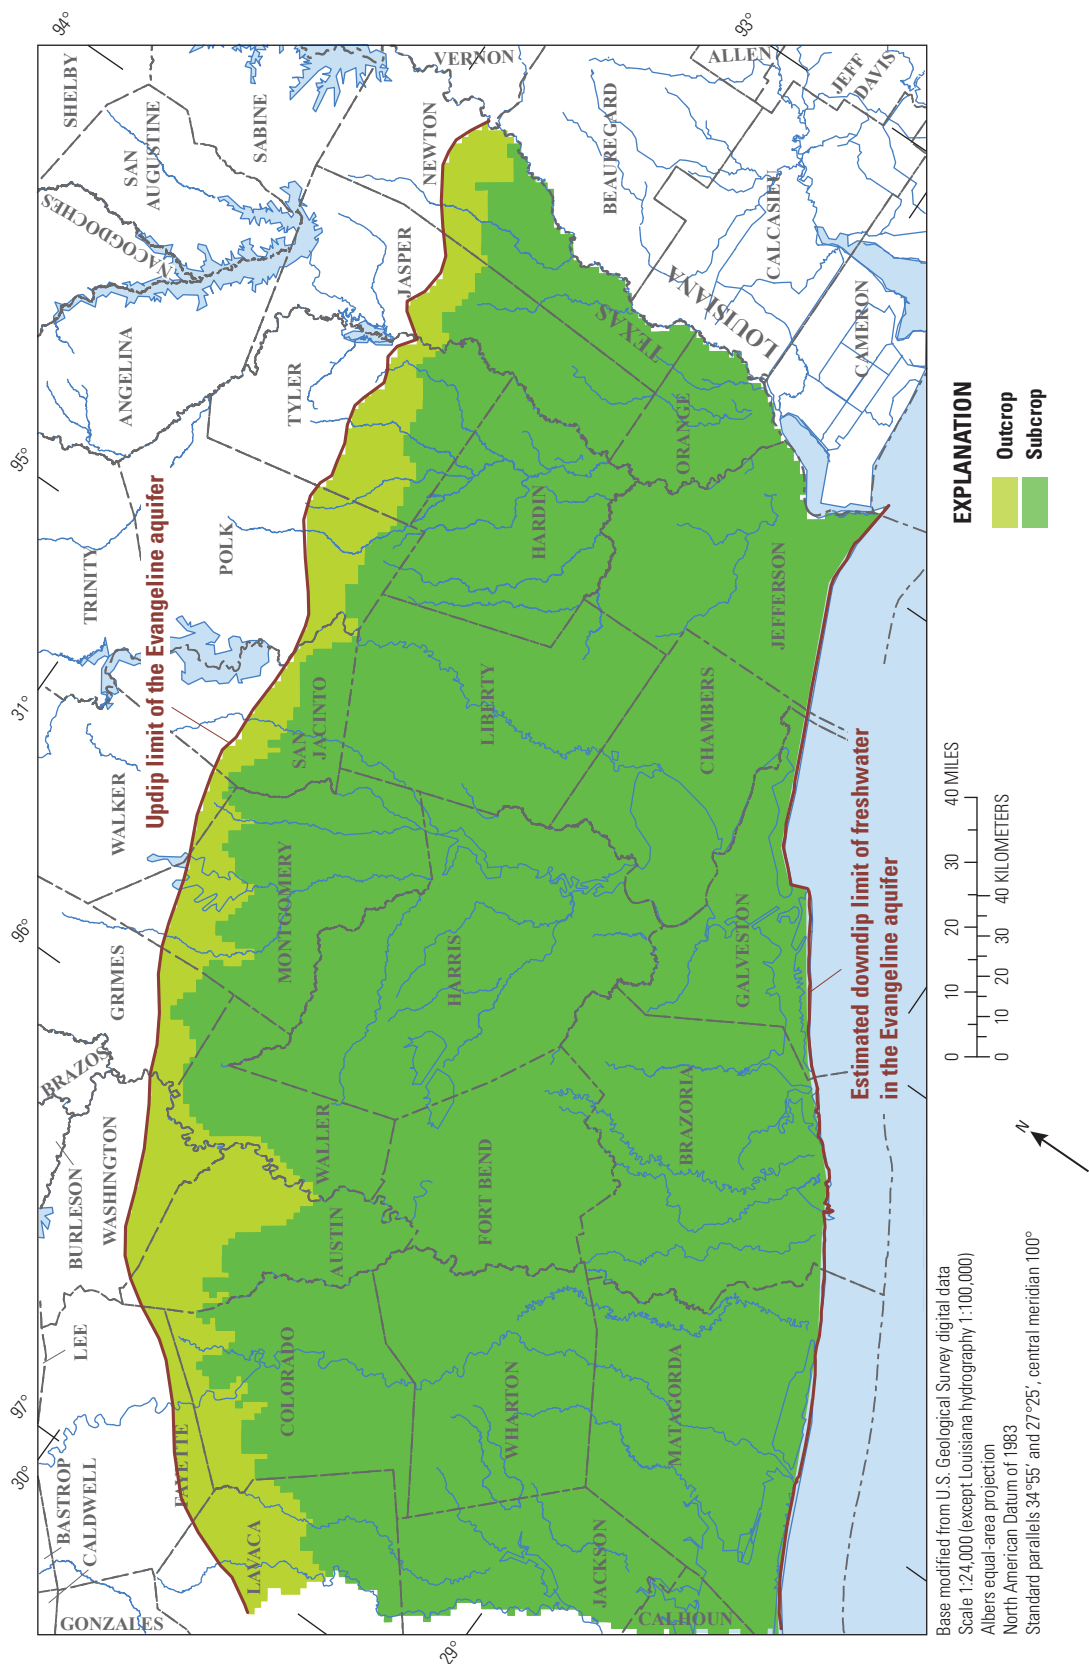 94°
95°
31°
96°
97°
30°
29°
93°
SHELBY
SAN
AUGUSTINE
SABINE
NACOGDOCHES
ANGELINA
TRINITY
POLK
TYLER
JASPER
NEWTON
VERNON
ALLEN
JEFF
DAVIS
BEAUREGARD
CALCASIEU
CAMERON
TEXAS
LOUISIANA
WALKER
GRIMES
BRAZOS
BURLESON
WASHINGTON
LEE
BASTROP
CALDWELL
GONZALES
FAYETTE
LAVACA
COLORADO
AUSTIN
WALLER
MONTGOMERY
SAN
JACINTO
LIBERTY
HARDIN
ORANGE
JEFFERSON
CHAMBERS
HARRIS
GALVESTON
FORT BEND
BRAZORIA
WHARTON
MATAGORDA
JACKSON
CALHOUN
Updip limit of the Evangeline aquifer
Estimated downdip limit of freshwater
in the Evangeline aquifer
EXPLANATION
Outcrop
Subcrop
0 10 20 30 40 MILES
0 10 20 30 40 KILOMETERS
N
Base modified from U.S. Geological Survey digital data
Scale 1:24,000 (except Louisiana hydrography 1:100,000)
Albers equal-area projection
North American Datum of 1983
Standard parallels 34°55' and 27°25', central meridian 100°